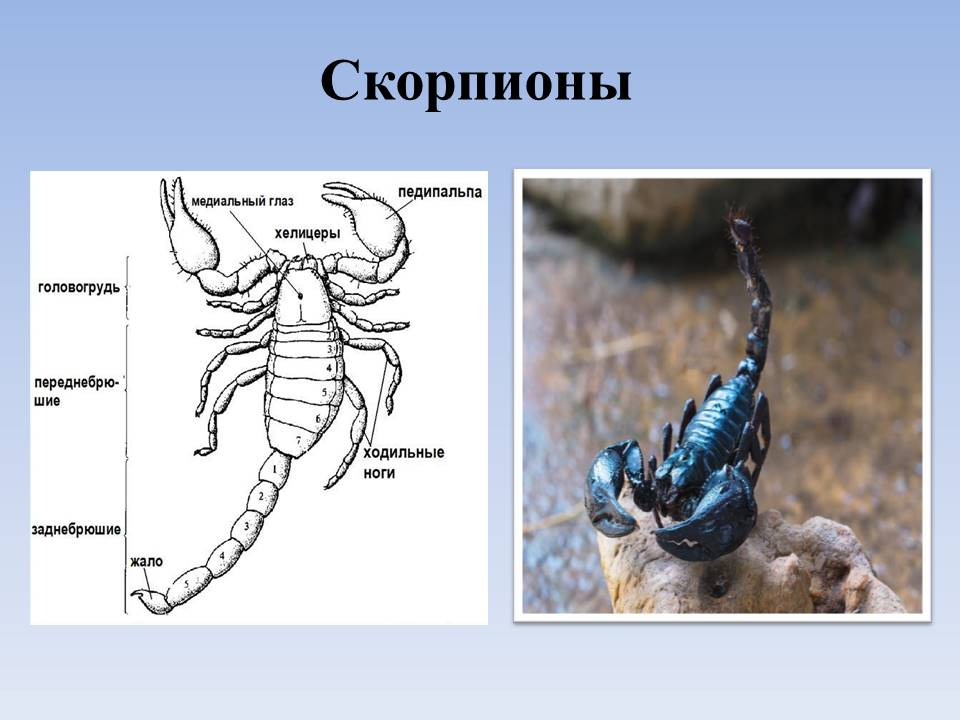 Скорпионы
медиальный глаз
педипальпа
хелицеры
головогрудь
переднебрю-
шие
ходильные
ноги
заднебрюшие
жало
3
4
5
6
7
1
2
3
4
5